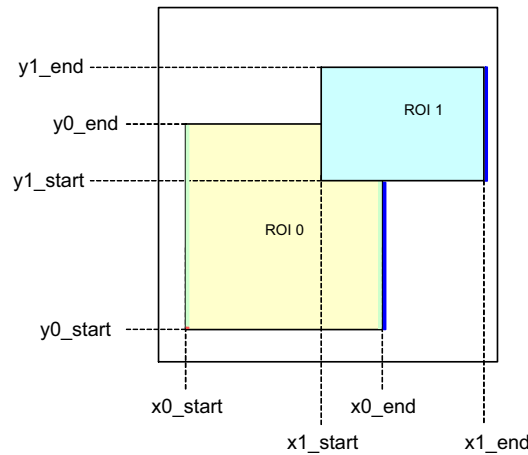 y1_end
ROI 1
y0_end
y1_start
ROI 0
y0_start
x0_start
x0_end
x1_start
x1_end